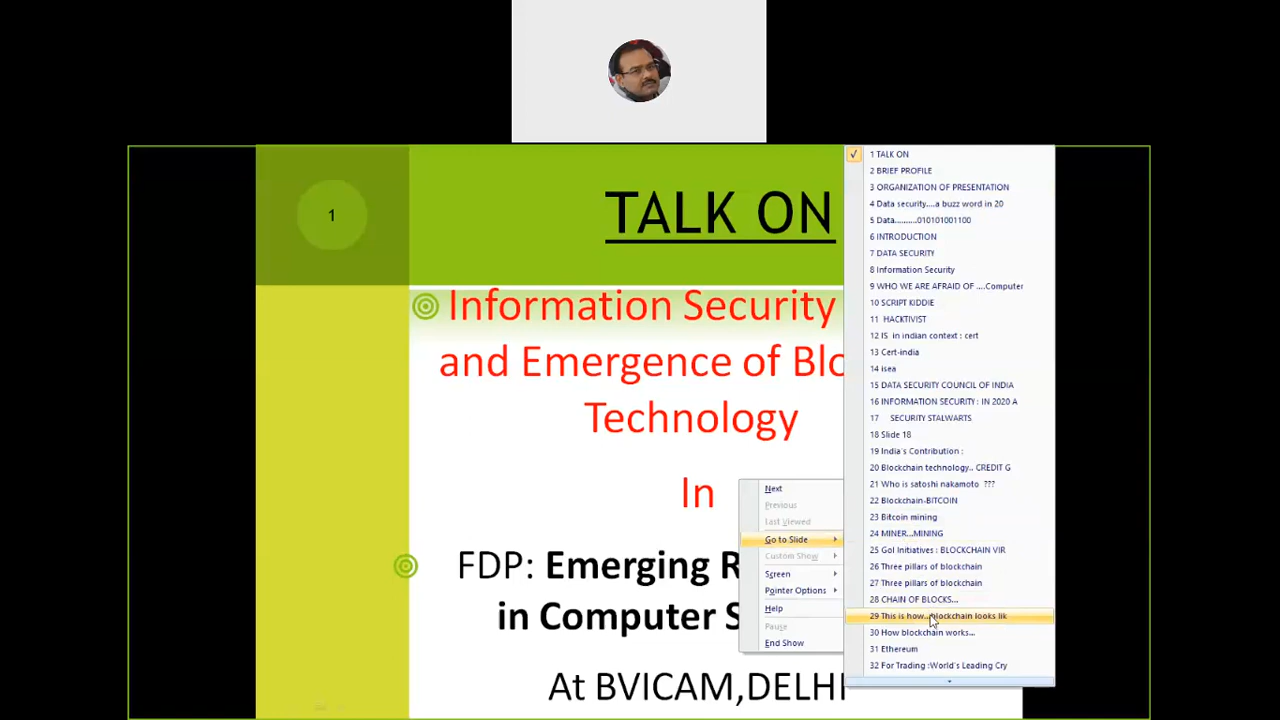 1
TALK ON
Information Security
and Emergence of Blo
Technology
In
FDP: Emerging R
in Computer S
At BVICAM,DELHI
Next
Previous
Last Viewed
Go to Slide
Custom Show
Screen
Pointer Options
Help
Pause
End Show
1 TALK ON
2 BRIEF PROFILE
3 ORGANIZATION OF PRESENTATION
4 Data security....a buzz word in 20
5 Data.........010101001100
6 INTRODUCTION
7 DATA SECURITY
8 Information Security
9 WHO WE ARE AFRAID OF ....Computer
10 SCRIPT KIDDIE
11 HACKTIVIST
12 IS in indian context : cert
13 Cert-india
14 isea
15 DATA SECURITY COUNCIL OF INDIA
16 INFORMATION SECURITY : IN 2020 A
17 SECURITY STALWARTS
18 Slide 18
19 India's Contribution :
20 Blockchain technology.. CREDIT G
21 Who is satoshi nakamoto ???
22 Blockchain-BITCOIN
23 Bitcoin mining
24 MINER...MINING
25 GoI Initiatives : BLOCKCHAIN VIR
26 Three pillars of blockchain
27 Three pillars of blockchain
28 CHAIN OF BLOCKS...
29 This is how...blockchain looks lik
30 How blockchain works...
31 Ethereum
32 For Trading :World's Leading Cry